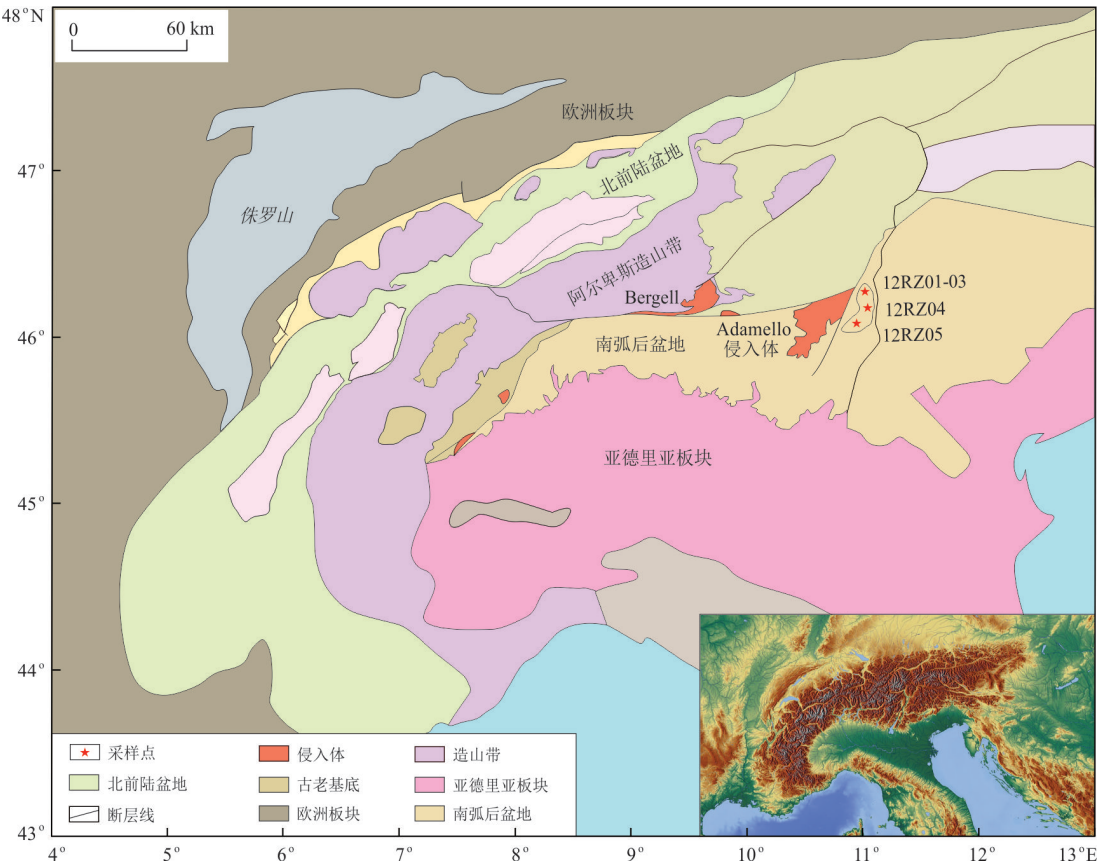 48°N
0 60 km
欧洲板块
47°
北前陆盆地
侏罗山
阿尔卑斯造山带
12RZ01-03
Bergell
12RZ04
46°
Adamello
侵入体
12RZ05
南弧后盆地
亚德里亚板块
45°
44°
采样点 侵入体 造山带
北前陆盆地 古老基底 亚德里亚板块
断层线 欧洲板块 南弧后盆地
43°
4° 5° 6° 7° 8° 9° 10° 11° 12° 13°E